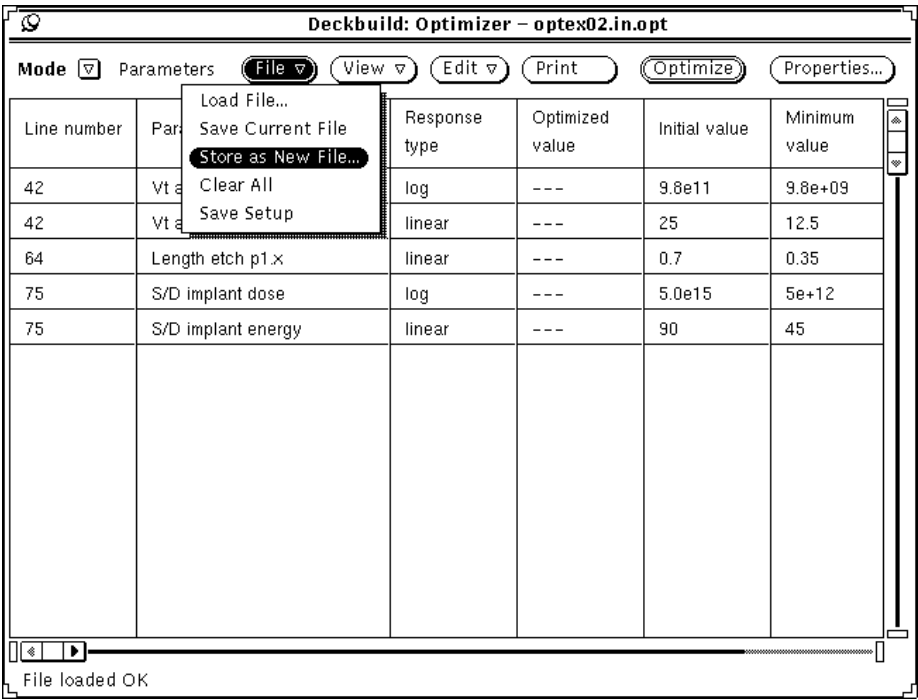 Deckbuild: Optimizer – optex02.in.opt
Mode Parameters File View Edit Print Optimize Properties...
Load File...
Save Current File
Store as New File...
Clear All
Save Setup
Line number Response type Optimized value Initial value Minimum value
42 Vt log --- 9.8e11 9.8e+09
42 Vt linear --- 25 12.5
64 Length etch p1.x linear --- 0.7 0.35
75 S/D implant dose log --- 5.0e15 5e+12
75 S/D implant energy linear --- 90 45
File loaded OK